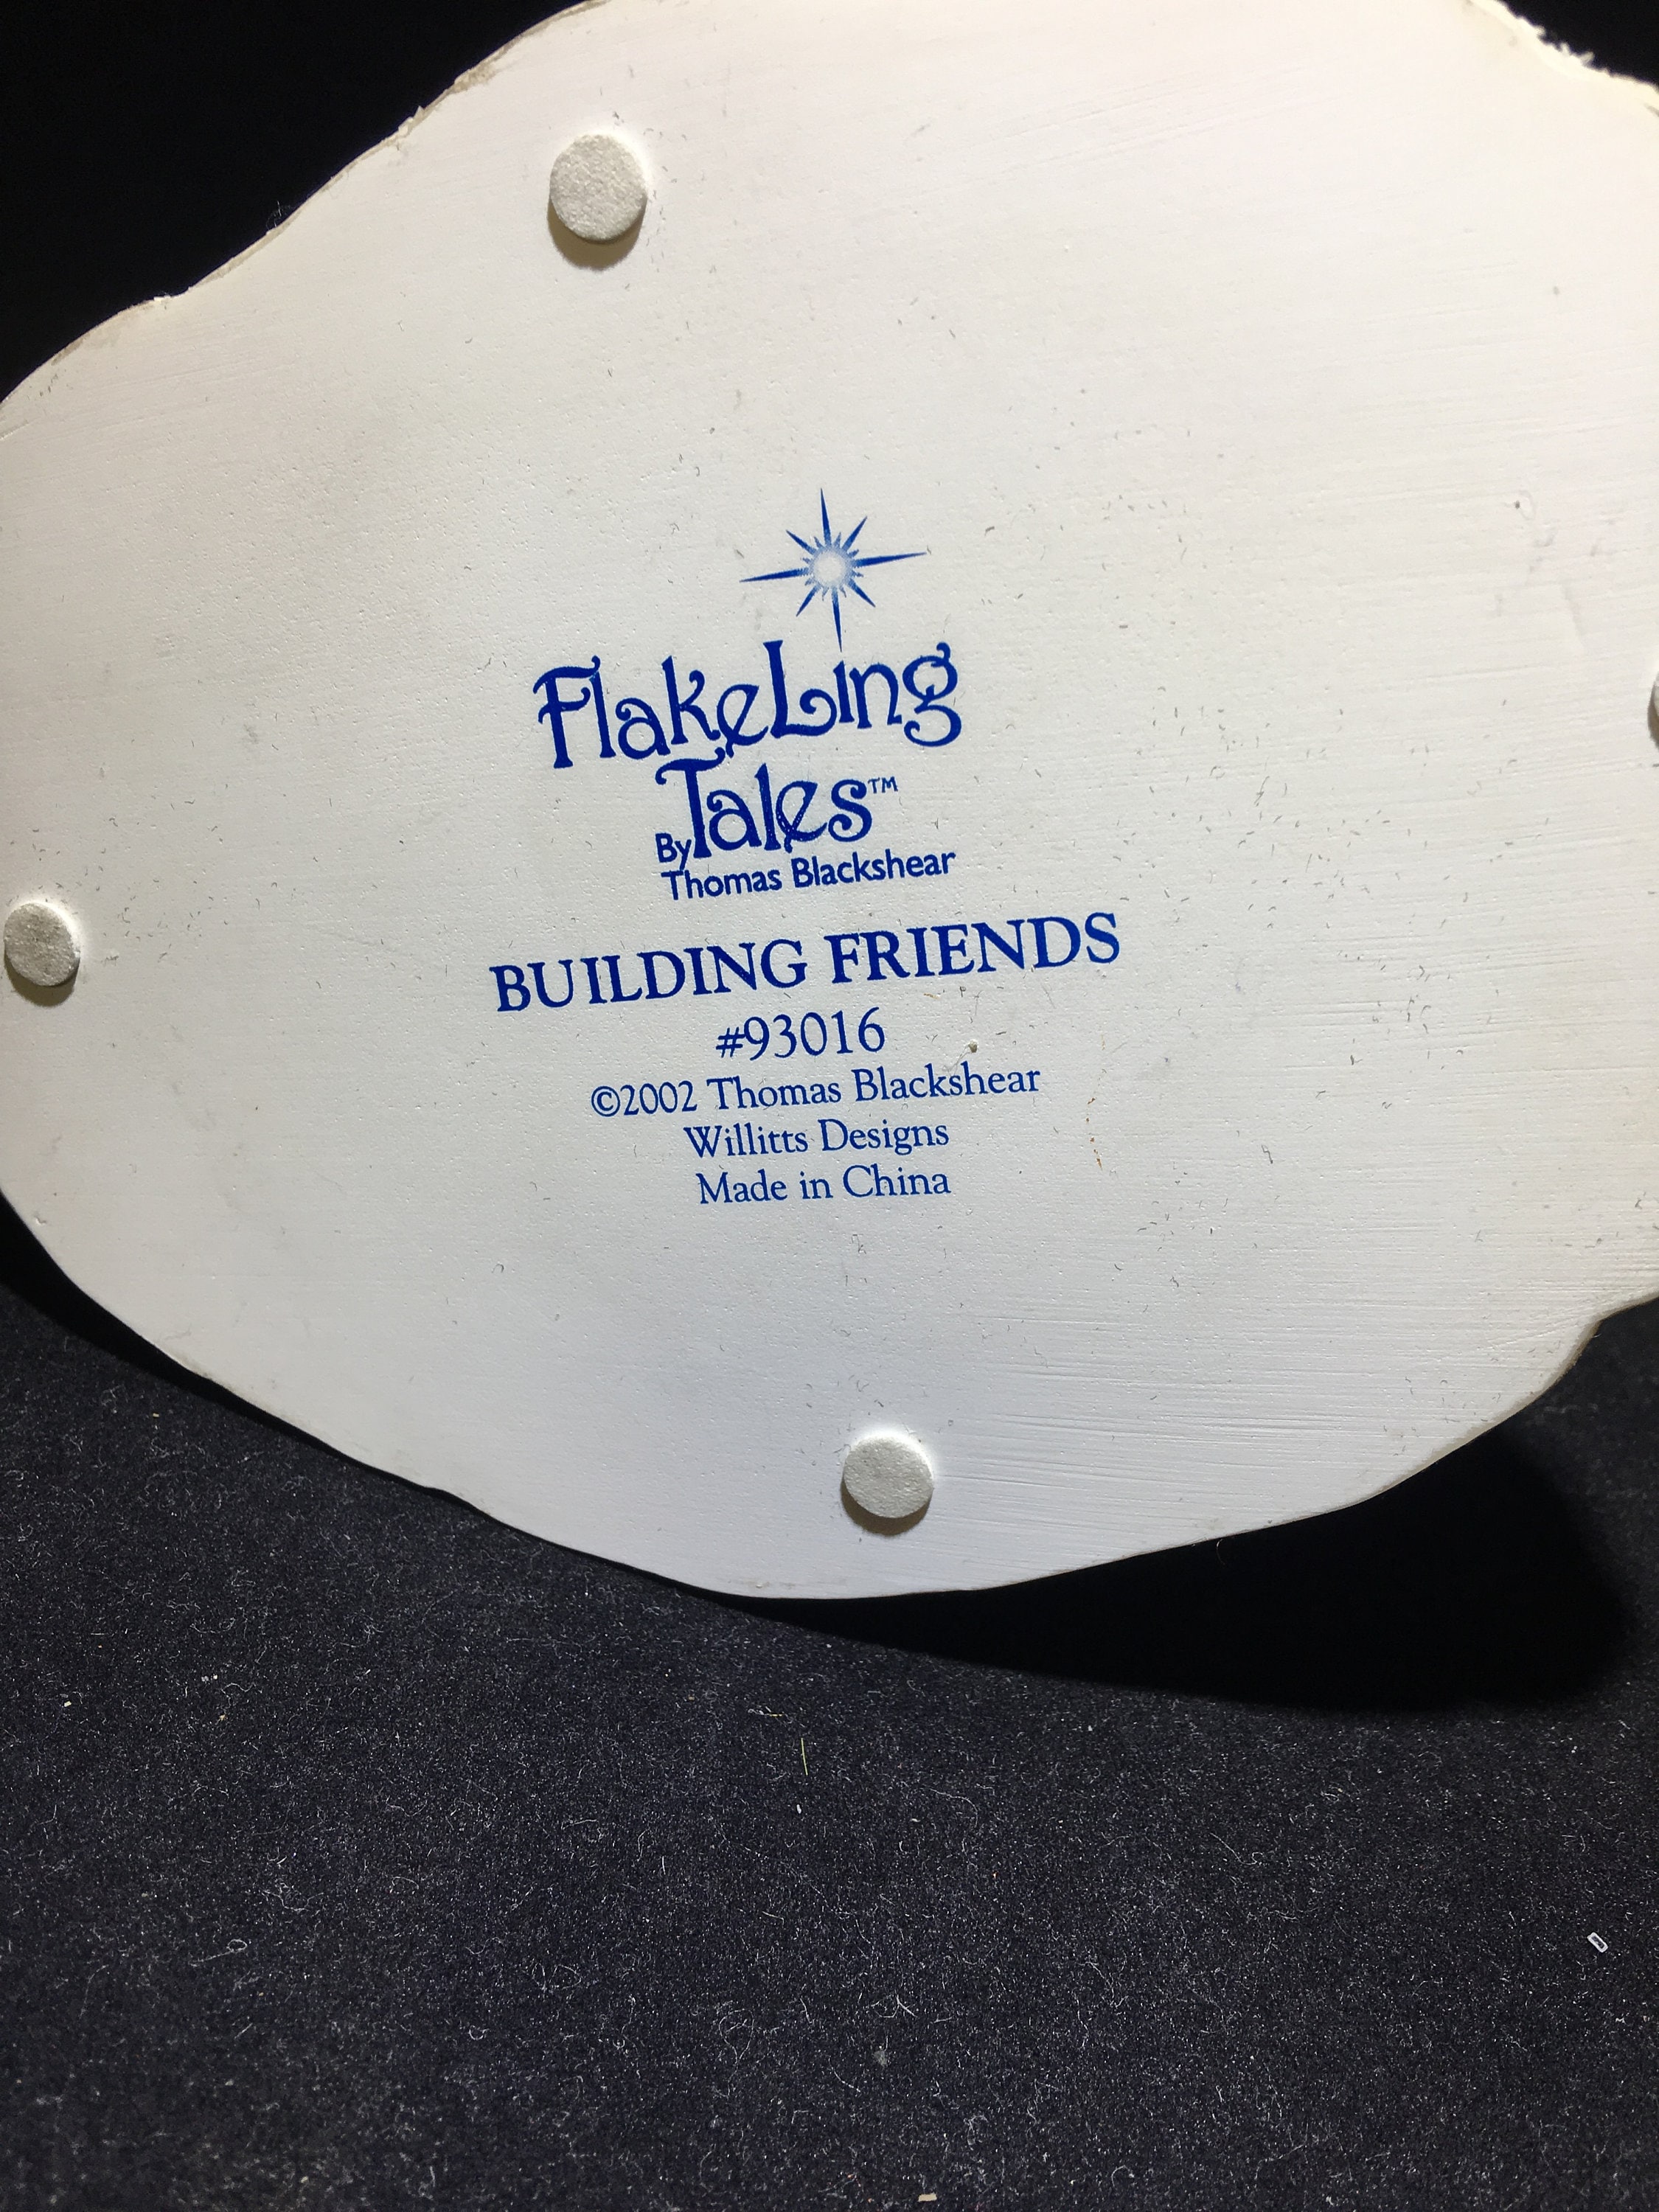 FlakeLing
Tales™
By
Thomas Blackshear
BUILDING FRIENDS
#93016
©2002 Thomas Blackshear
Willitts Designs
Made in China